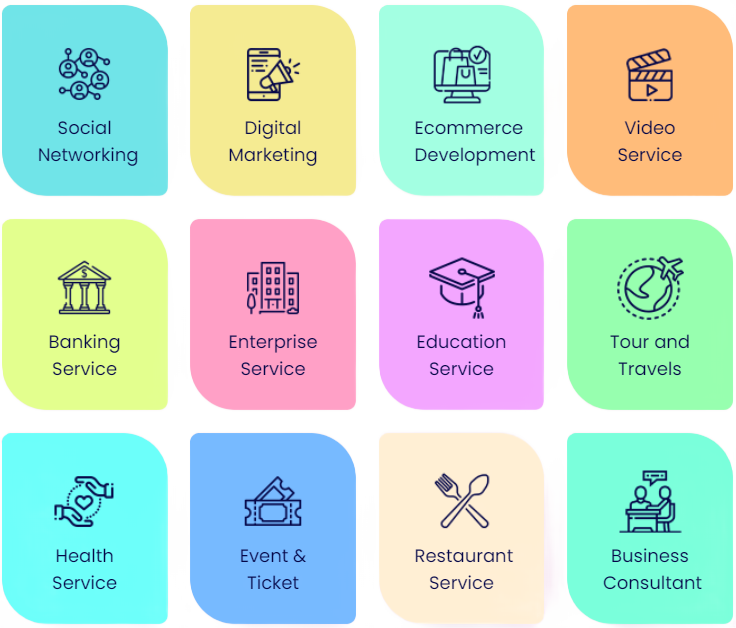 Social
Networking
Digital
Marketing
Ecommerce
Development
Video
Service
Banking
Service
Enterprise
Service
Education
Service
Tour and
Travels
Health
Service
Event &
Ticket
Restaurant
Service
Business
Consultant